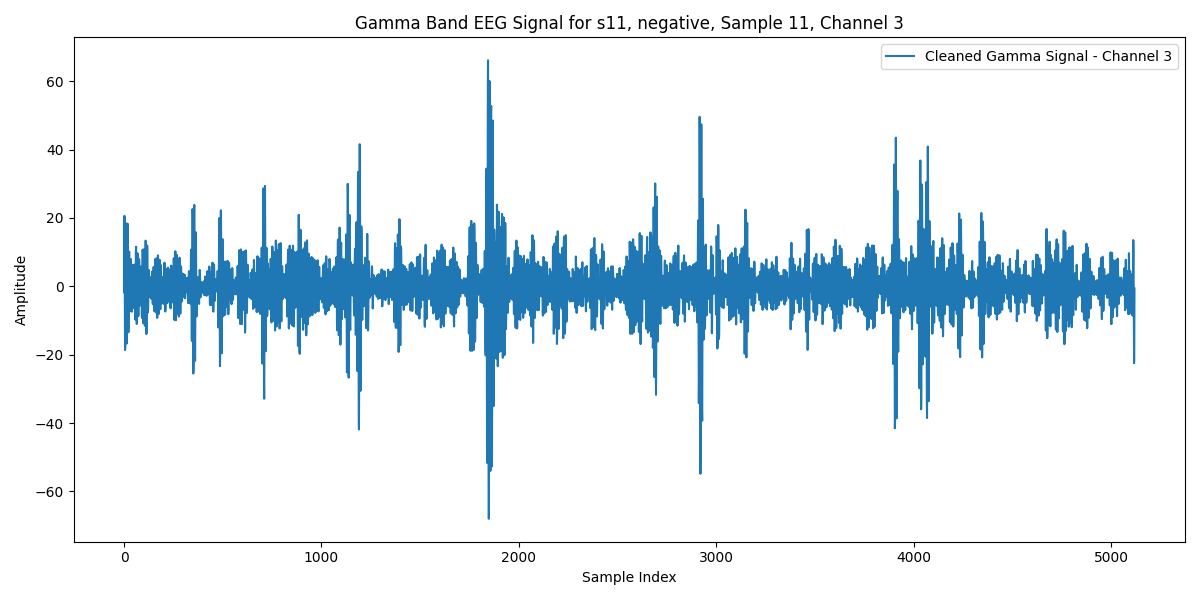 Gamma Band EEG Signal for s11, negative, Sample 11, Channel 3
Cleaned Gamma Signal - Channel 3
60
40
20
0
−20
−40
−60
Amplitude
0 1000 2000 3000 4000 5000
Sample Index